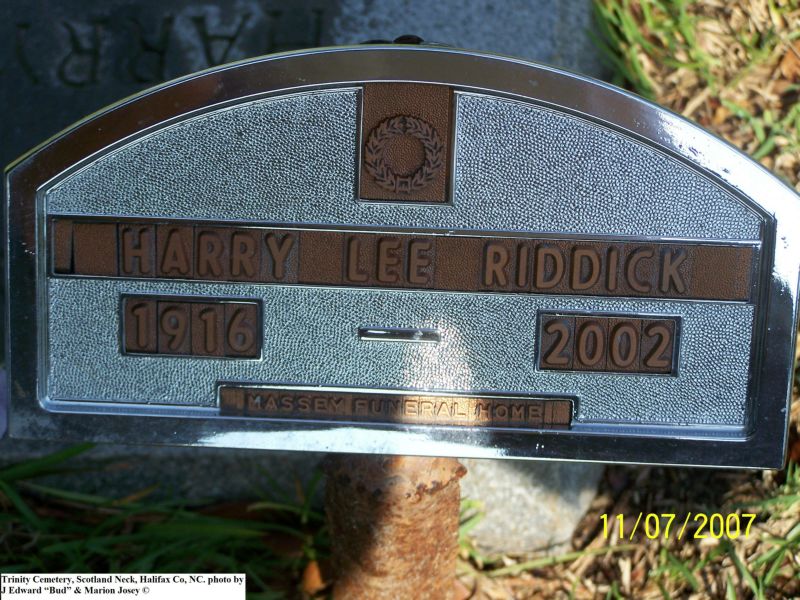 HARRY
HARRY LEE RIDDICK
1916 - 2002
MASSEY FUNERAL HOME
11/07/2007
Trinity Cemetery, Scotland Neck, Halifax Co, NC. photo by
J Edward “Bud” & Marion Josey ©